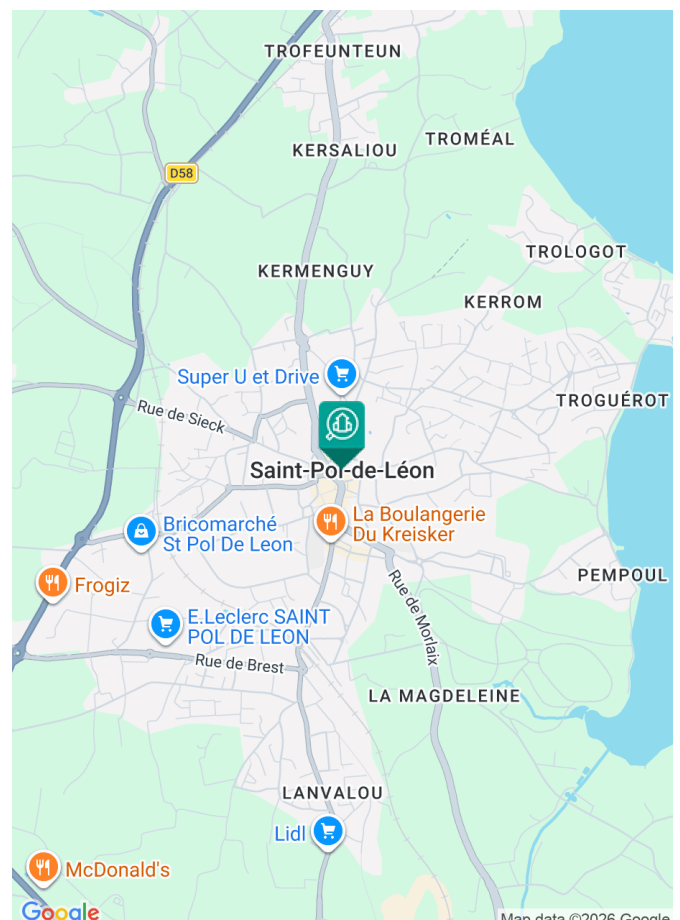 TROFEUNTEUN
TROMÉAL
KERSALIOU
D58
TROLOGOT
KERMENGUY
KERROM
Super U et Drive
TROGUÉROT
Rue de Sieck
Saint-Pol-de-Léon
La Boulangerie
Du Kreisker
Bricomarché
St Pol De Leon
PEMPOUL
Frogiz
Rue de Morlaix
E.Leclerc SAINT
POL DE LEON
Rue de Brest
LA MAGDELEINE
LANVALOU
Lidl
McDonald's
Google
Map data ©2026 Google